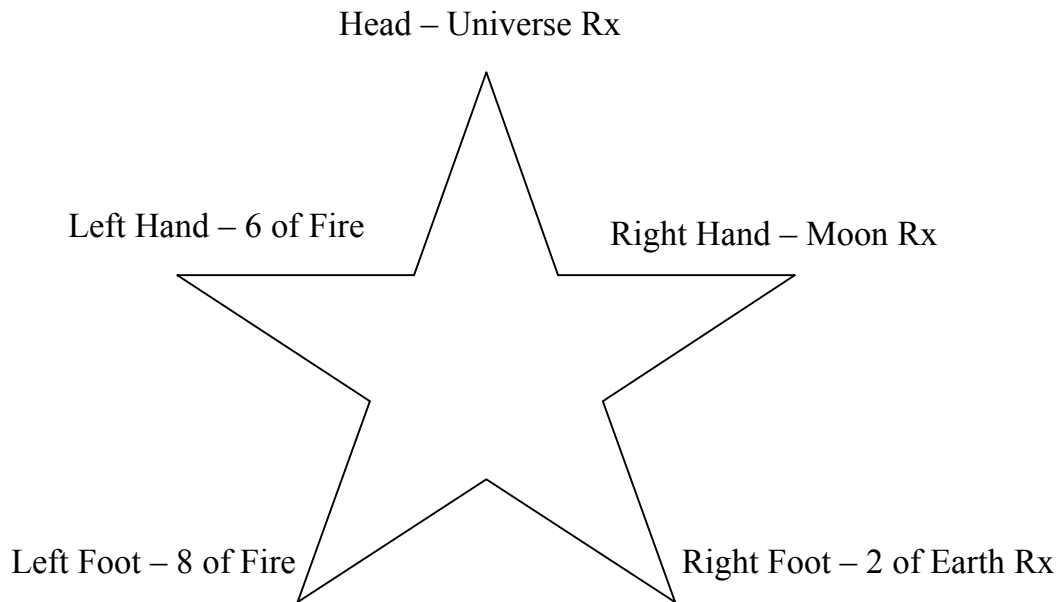 Head – Universe Rx
Left Hand – 6 of Fire
Right Hand – Moon Rx
Left Foot – 8 of Fire
Right Foot – 2 of Earth Rx